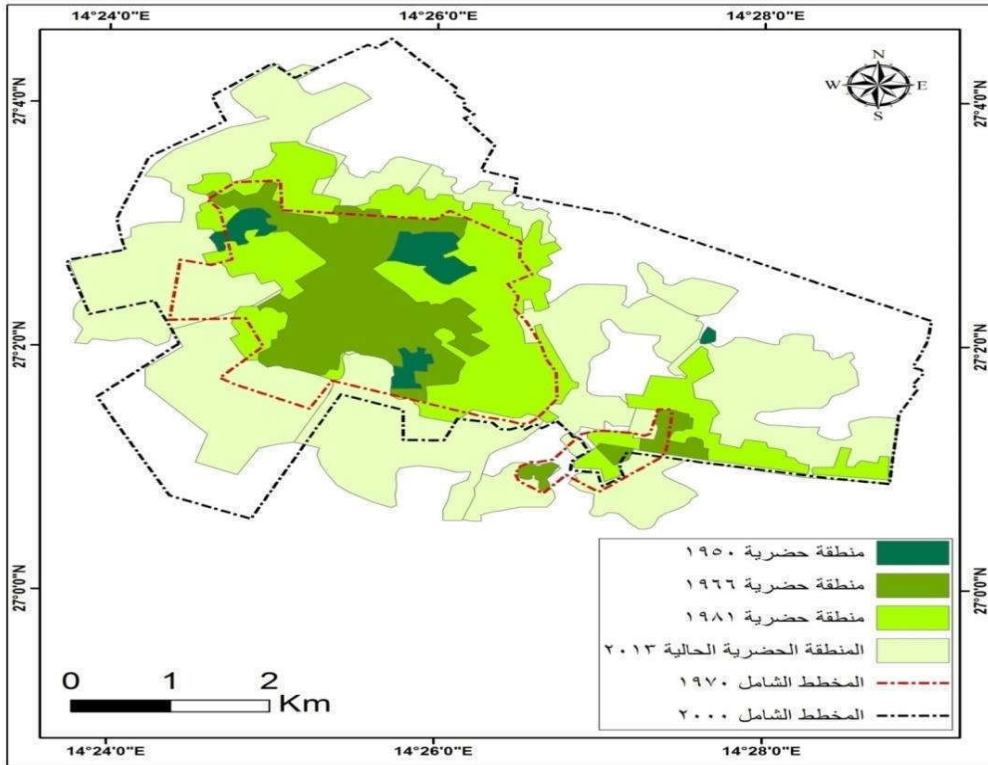 14°24'0"E
14°26'0"E
14°28'0"E
27°4'0"N
27°4'0"N
N
W E
S
27°2'0"N
27°2'0"N
منطقة حضرية ١٩٥٠
منطقة حضرية ١٩٦٦
منطقة حضرية ١٩٨١
المنطقة الحضرية الحالية ٢٠١٣
المخطط الشامل ١٩٧٠
المخطط الشامل ٢٠٠٠
27°0'0"N
27°0'0"N
0 1 2
Km
14°24'0"E
14°26'0"E
14°28'0"E